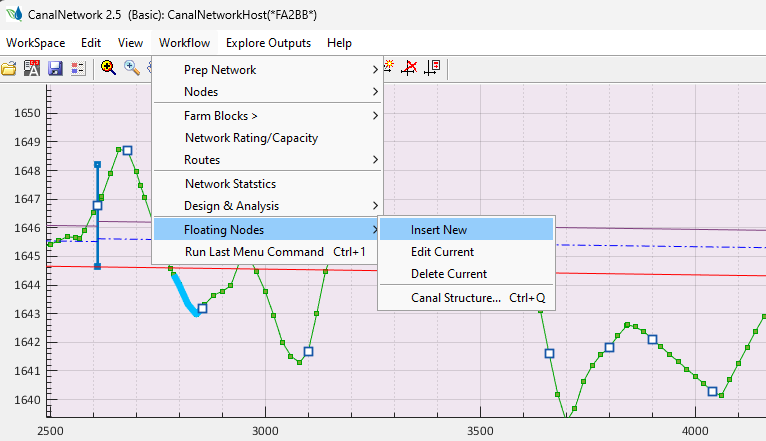 CanalNetwork 2.5 (Basic): CanalNetworkHost(*FA2BB*)
WorkSpace Edit View Workflow Explore Outputs Help
Prep Network
Nodes
Farm Blocks >
Network Rating/Capacity
Routes
Network Statistics
Design & Analysis
Floating Nodes
Run Last Menu Command Ctrl+1
Insert New
Edit Current
Delete Current
Canal Structure... Ctrl+Q
1650
1649
1648
1647
1646
1645
1644
1643
1642
1641
1640
2500 3000 3500 4000